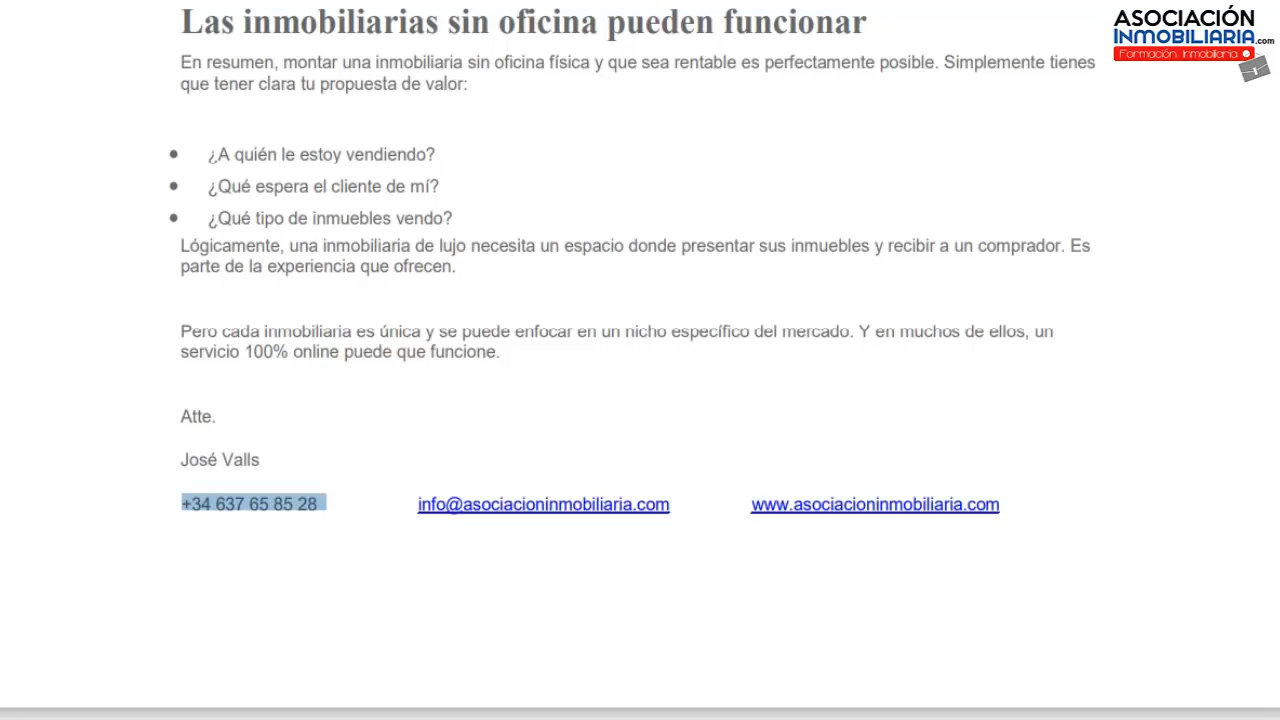 Las inmobiliarias sin oficina pueden funcionar
ASOCIACIÓN
INMOBILIARIA.com
Formación Inmobiliaria
En resumen, montar una inmobiliaria sin oficina física y que sea rentable es perfectamente posible. Simplemente tienes
que tener clara tu propuesta de valor:
● ¿A quién le estoy vendiendo?
● ¿Qué espera el cliente de mí?
● ¿Qué tipo de inmuebles vendo?
Lógicamente, una inmobiliaria de lujo necesita un espacio donde presentar sus inmuebles y recibir a un comprador. Es
parte de la experiencia que ofrecen.
Pero cada inmobiliaria es única y se puede enfocar en un nicho específico del mercado. Y en muchos de ellos, un
servicio 100% online puede que funcione.
Atte.
José Valls
+34 637 65 85 28 info@asociacioninmobiliaria.com www.asociacioninmobiliaria.com